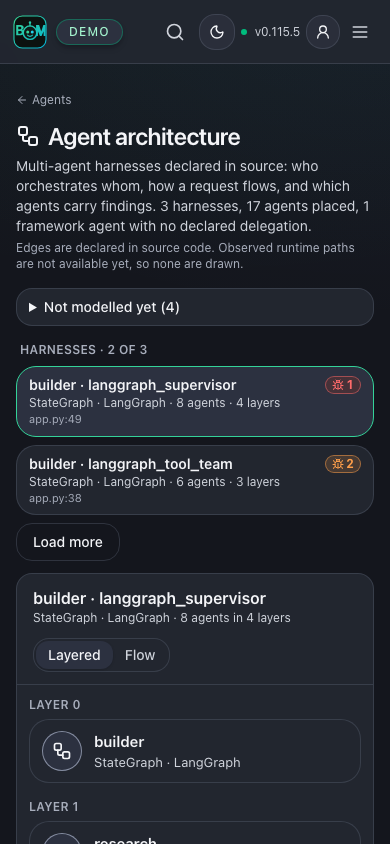 BOM
DEMO
v0.115.5
← Agents
Agent architecture
Multi-agent harnesses declared in source: who
orchestrates whom, how a request flows, and which
agents carry findings. 3 harnesses, 17 agents placed, 1
framework agent with no declared delegation.
Edges are declared in source code. Observed runtime paths
are not available yet, so none are drawn.
Not modelled yet (4)
HARNESSES · 2 OF 3
builder · langgraph_supervisor
1
StateGraph · LangGraph · 8 agents · 4 layers
app.py:49
builder · langgraph_tool_team
2
StateGraph · LangGraph · 6 agents · 3 layers
app.py:38
Load more
builder · langgraph_supervisor
StateGraph · LangGraph · 8 agents in 4 layers
Layered
Flow
LAYER 0
builder
StateGraph · LangGraph
LAYER 1
research